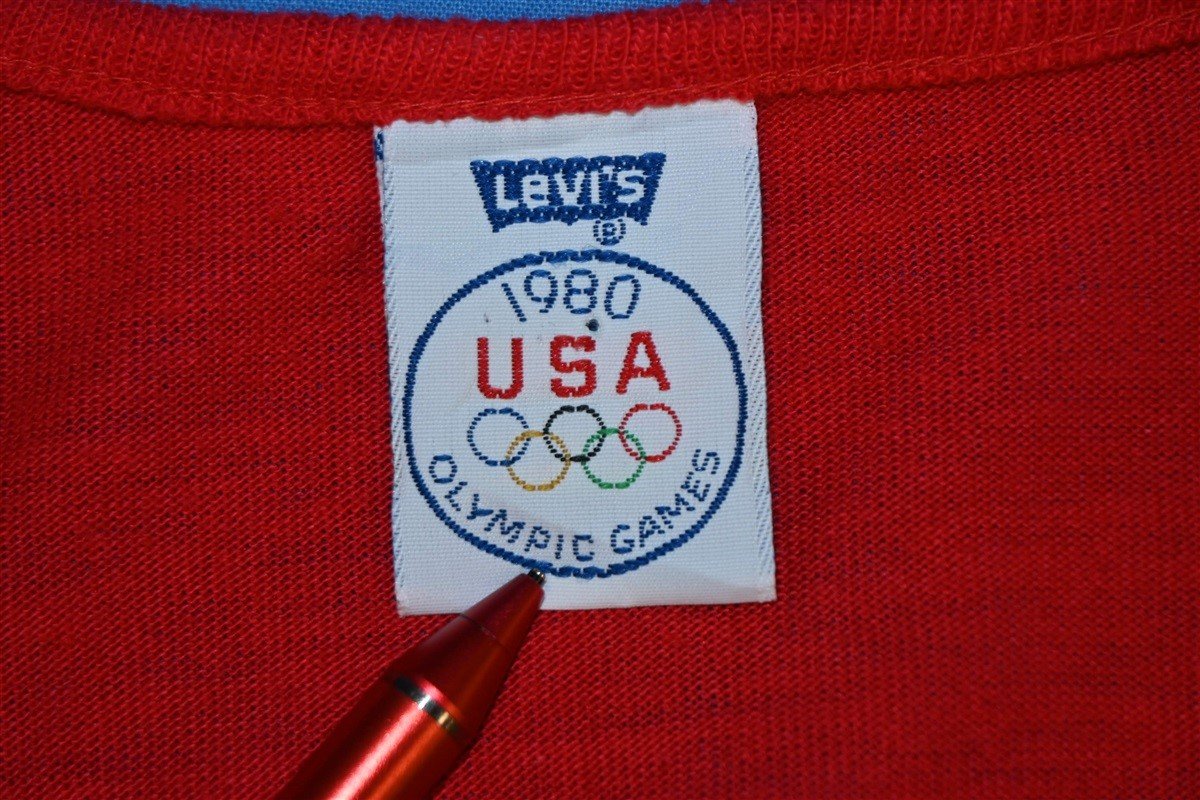 Levi's
®
1980
USA
OLYMPIC GAMES